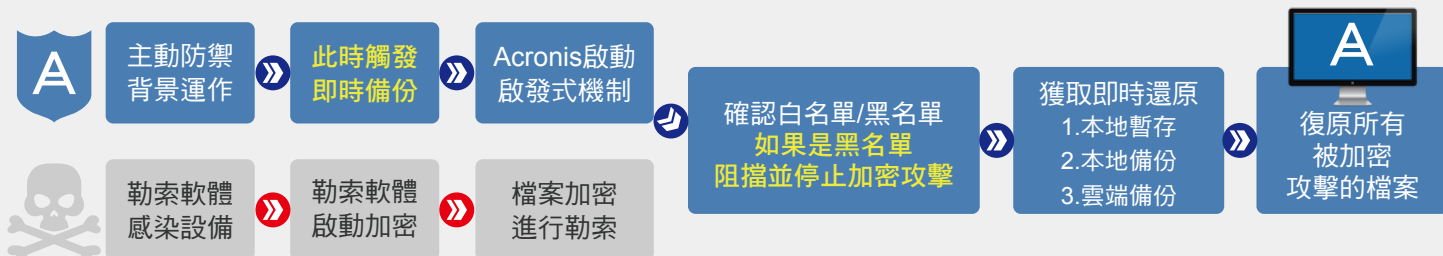 主動防禦
背景運作
此時觸發
即時備份
Acronis啟動
啟發式機制
確認白名單/黑名單
如果是黑名單
阻擋並停止加密攻擊
獲取即時還原
1.本地暫存
2.本地備份
3.雲端備份
復原所有
被加密
攻擊的檔案
勒索軟體
感染設備
勒索軟體
啟動加密
檔案加密
進行勒索